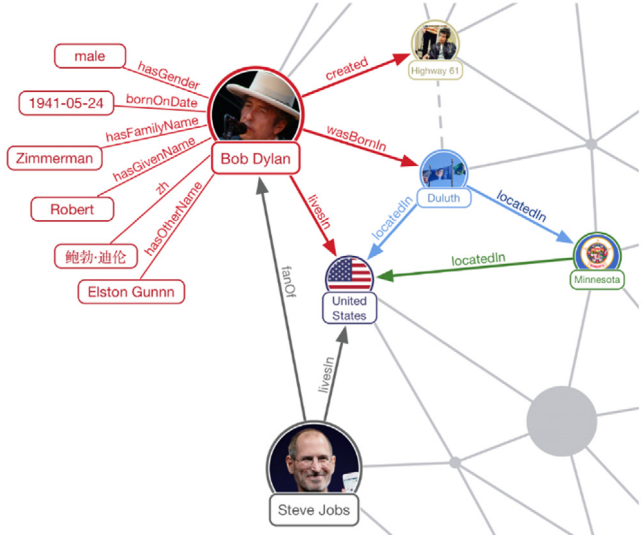 male
hasGender
created
Highway 61
1941-05-24
bornOnDate
hasFamilyName
Zimmerman
wasBornIn
Bob Dylan
hasGivenName
zh
Robert
hasOtherName
livesIn
Duluth
locatedIn
locatedIn
鲍勃·迪伦
locatedIn
Elston Gunnn
fanOf
United
States
Minnesota
livesIn
Steve Jobs